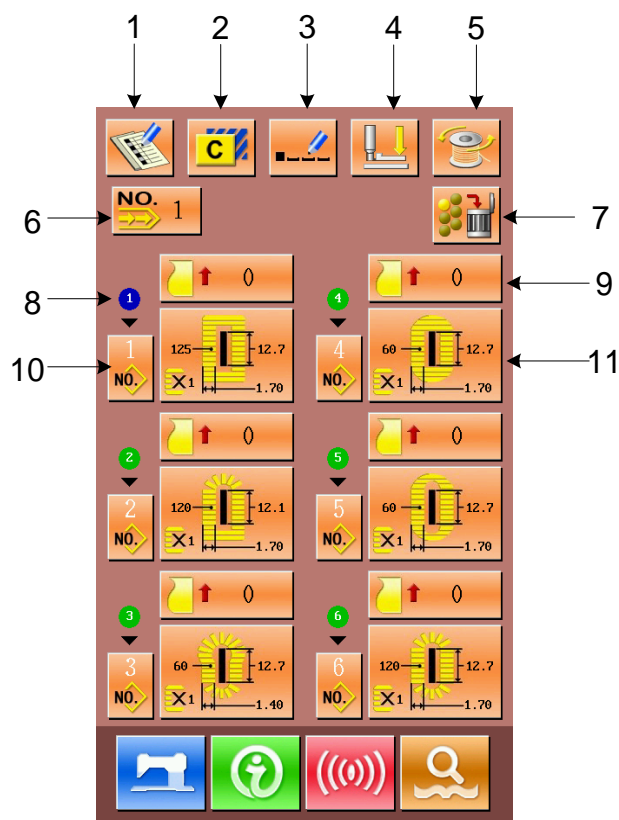 1 2 3 4 5
C
6 NO. 1 7
8 1 0 4 0 9
10 1 NO. 125 12.7 X1 1.70 4 NO. 60 12.7 X1 1.70 11
2 0 5 0
2 NO. 120 12.1 X1 1.70 5 NO. 60 12.7 X1 1.70
3 0 6 0
3 NO. 60 12.7 X1 1.40 6 NO. 120 12.7 X1 1.70
i